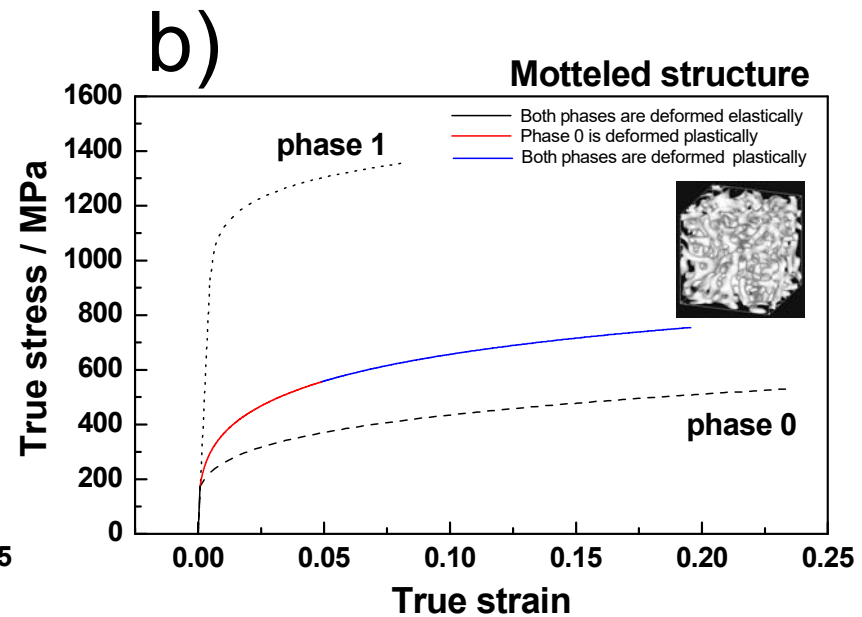 b)
Motteled structure
1600
1400
1200
1000
800
600
400
200
0
True stress / MPa
Both phases are deformed elastically
Phase 0 is deformed plastically
Both phases are deformed plastically
phase 1
phase 0
5
0.00 0.05 0.10 0.15 0.20 0.25
True strain